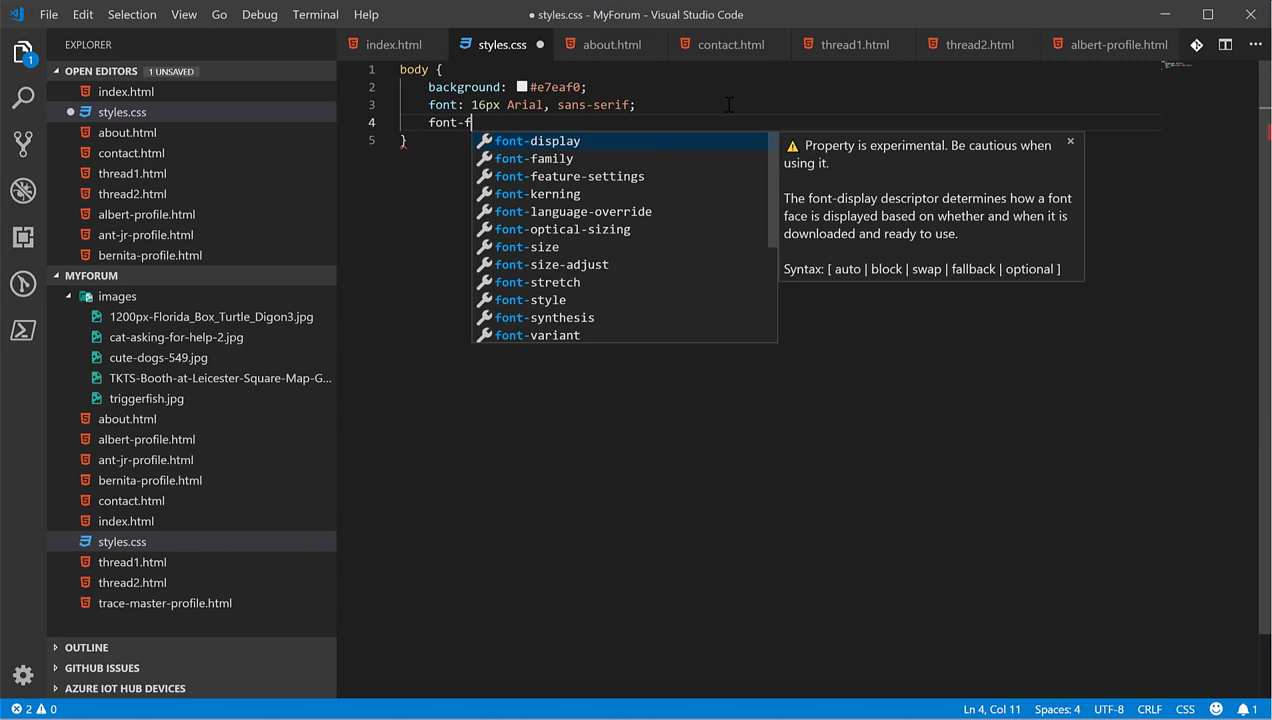 File Edit Selection View Go Debug Terminal Help
● styles.css - MyForum - Visual Studio Code
EXPLORER
index.html
styles.css
about.html
contact.html
thread1.html
thread2.html
albert-profile.html
1
OPEN EDITORS 1 UNSAVED
index.html
styles.css
about.html
contact.html
thread1.html
thread2.html
albert-profile.html
ant-jr-profile.html
bernita-profile.html
MYFORUM
images
1200px-Florida_Box_Turtle_Digon3.jpg
cat-asking-for-help-2.jpg
cute-dogs-549.jpg
TKTS-Booth-at-Leicester-Square-Map-G...
triggerfish.jpg
about.html
albert-profile.html
ant-jr-profile.html
bernita-profile.html
contact.html
index.html
styles.css
thread1.html
thread2.html
trace-master-profile.html
OUTLINE
GITHUB ISSUES
AZURE IOT HUB DEVICES
1 body {
2 background: #e7eaf0;
3 font: 16px Arial, sans-serif;
4 font-f
5 }
font-display
font-family
font-feature-settings
font-kerning
font-language-override
font-optical-sizing
font-size
font-size-adjust
font-stretch
font-style
font-synthesis
font-variant
Property is experimental. Be cautious when
using it.
The font-display descriptor determines how a font
face is displayed based on whether and when it is
downloaded and ready to use.
Syntax: [ auto | block | swap | fallback | optional ]
2 0
Ln 4, Col 11 Spaces: 4 UTF-8 CRLF CSS 1